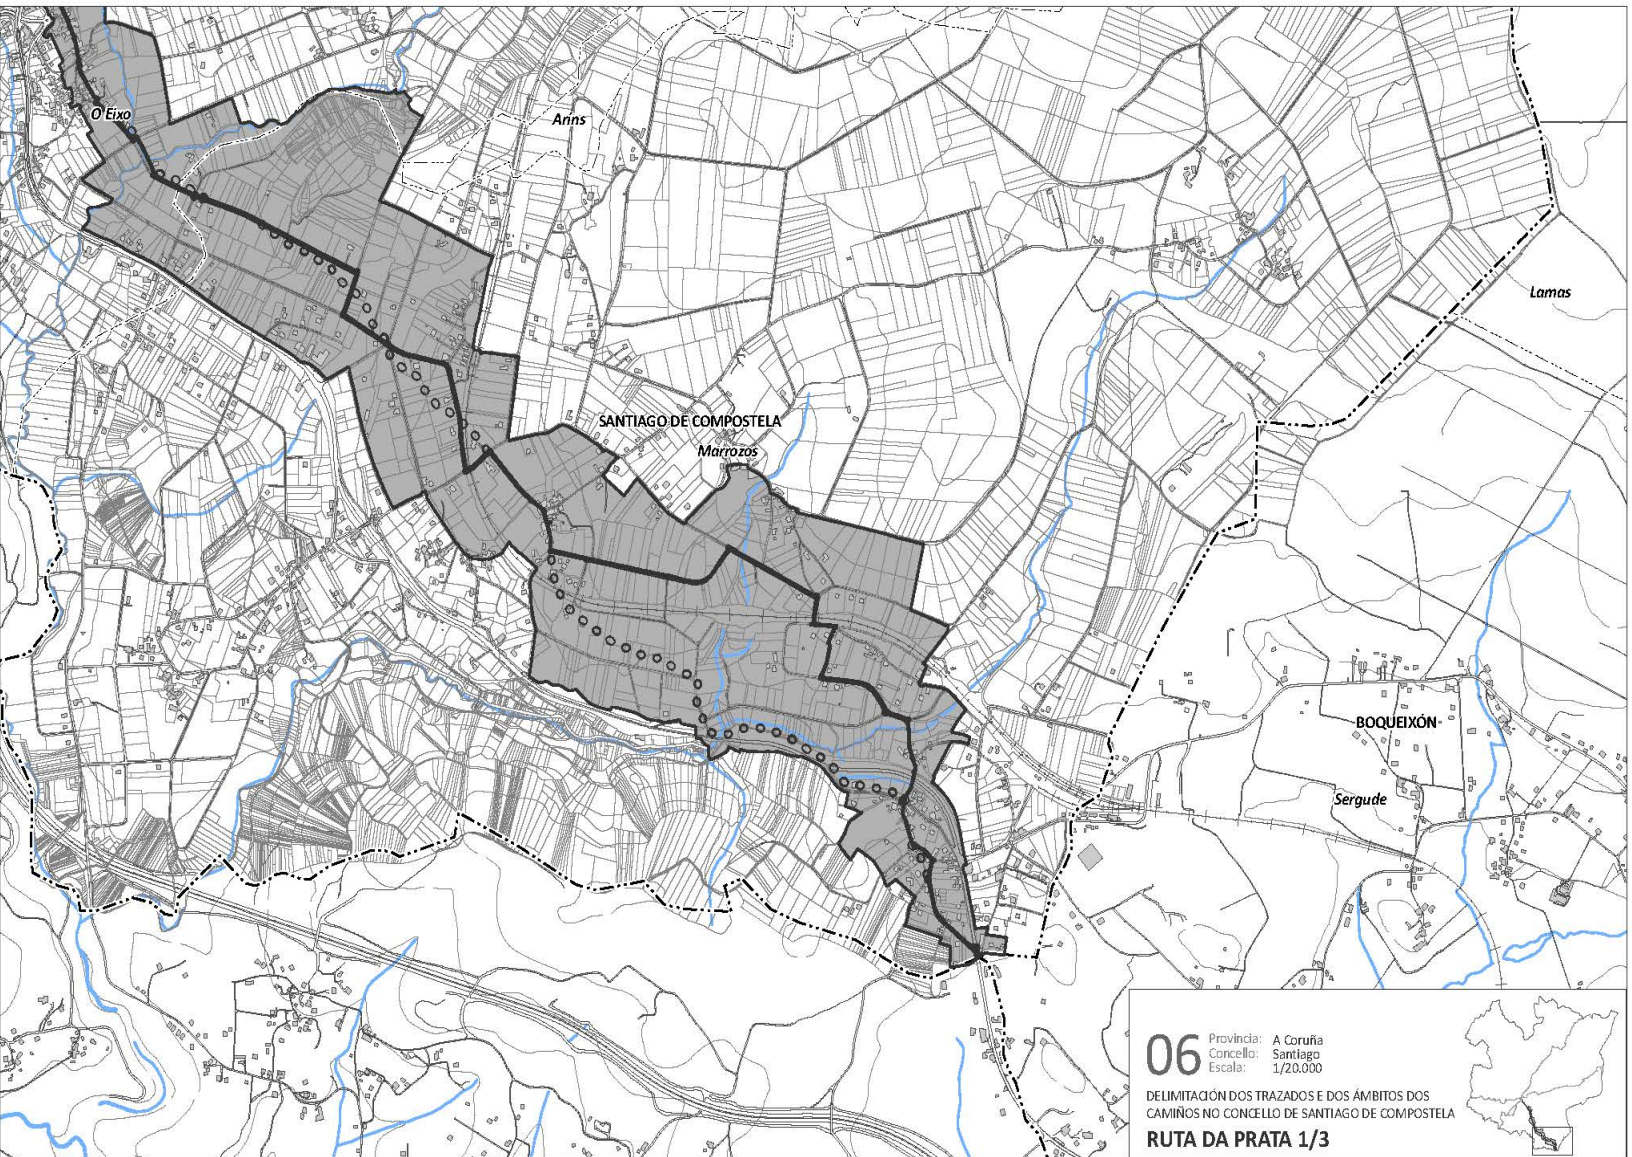 O Eixo
Arins
Lamas
SANTIAGO DE COMPOSTELA
Marrozos
BOQUEIXÓN
Sergude
06
Provincia: A Coruña
Concello: Santiago
Escala: 1/20.000
DELIMITACIÓN DOS TRAZADOS E DOS ÁMBITOS DOS
CAMIÑOS NO CONCELLO DE SANTIAGO DE COMPOSTELA
RUTA DA PRATA 1/3